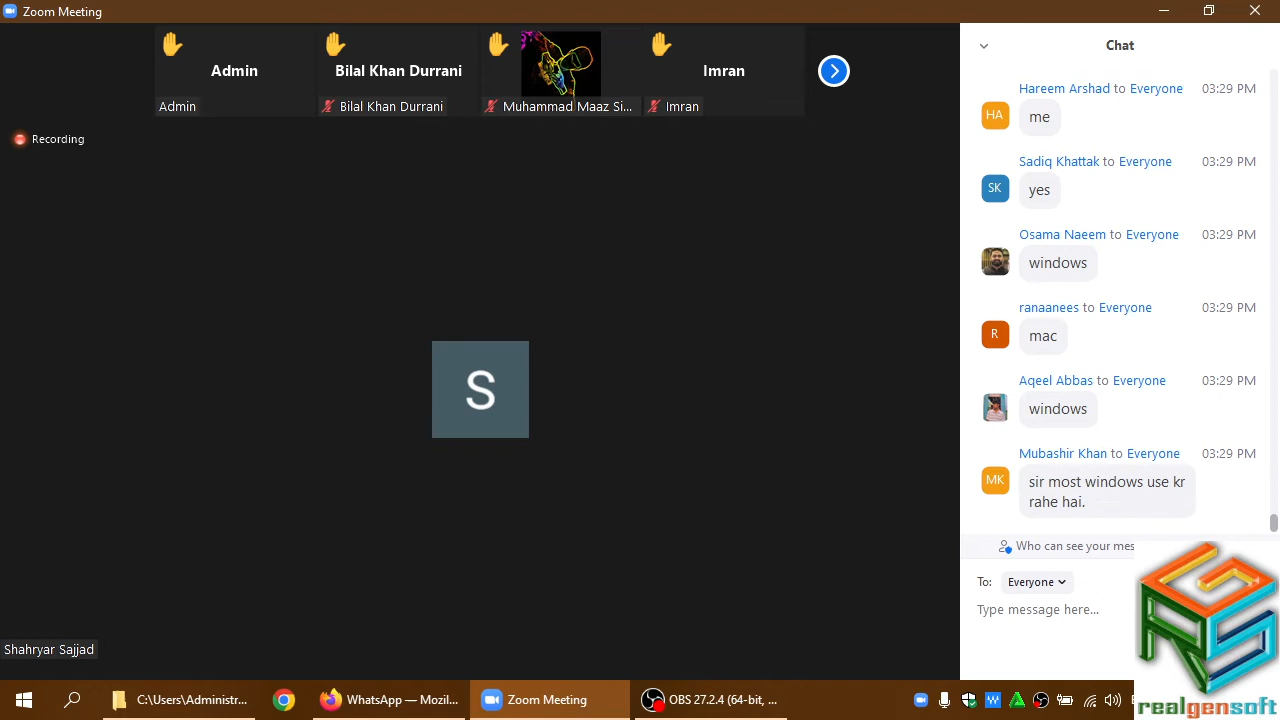 Zoom Meeting
Admin
Admin
Bilal Khan Durrani
Bilal Khan Durrani
Muhammad Maaz Si...
Imran
Imran
Recording
S
Shahryar Sajjad
Chat
Hareem Arshad to Everyone 03:29 PM
HA
me
Sadiq Khattak to Everyone 03:29 PM
SK
yes
Osama Naeem to Everyone 03:29 PM
windows
ranaanees to Everyone 03:29 PM
R
mac
Aqeel Abbas to Everyone 03:29 PM
windows
Mubashir Khan to Everyone 03:29 PM
MK
sir most windows use kr
rahe hai.
Who can see your mes
To: Everyone
Type message here...
C:\Users\Administr...
WhatsApp — Mozil...
Zoom Meeting
OBS 27.2.4 (64-bit, ...
realgensoft